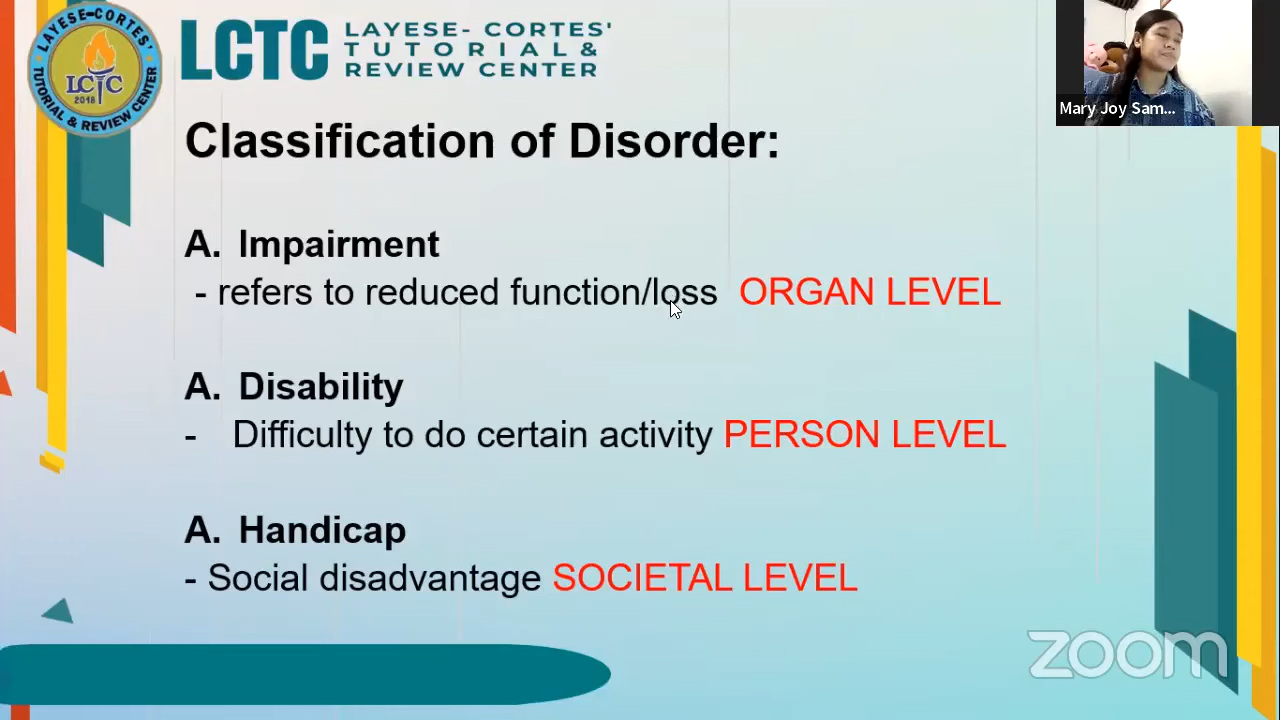 LAYESE-CORTES'
LCTC
2018
TUTORIAL & REVIEW CENTER
LCTC
LAYESE- CORTES'
TUTORIAL &
REVIEW CENTER
Mary Joy Sam...
Classification of Disorder:
A. Impairment
- refers to reduced function/loss ORGAN LEVEL
A. Disability
- Difficulty to do certain activity PERSON LEVEL
A. Handicap
- Social disadvantage SOCIETAL LEVEL
zoom